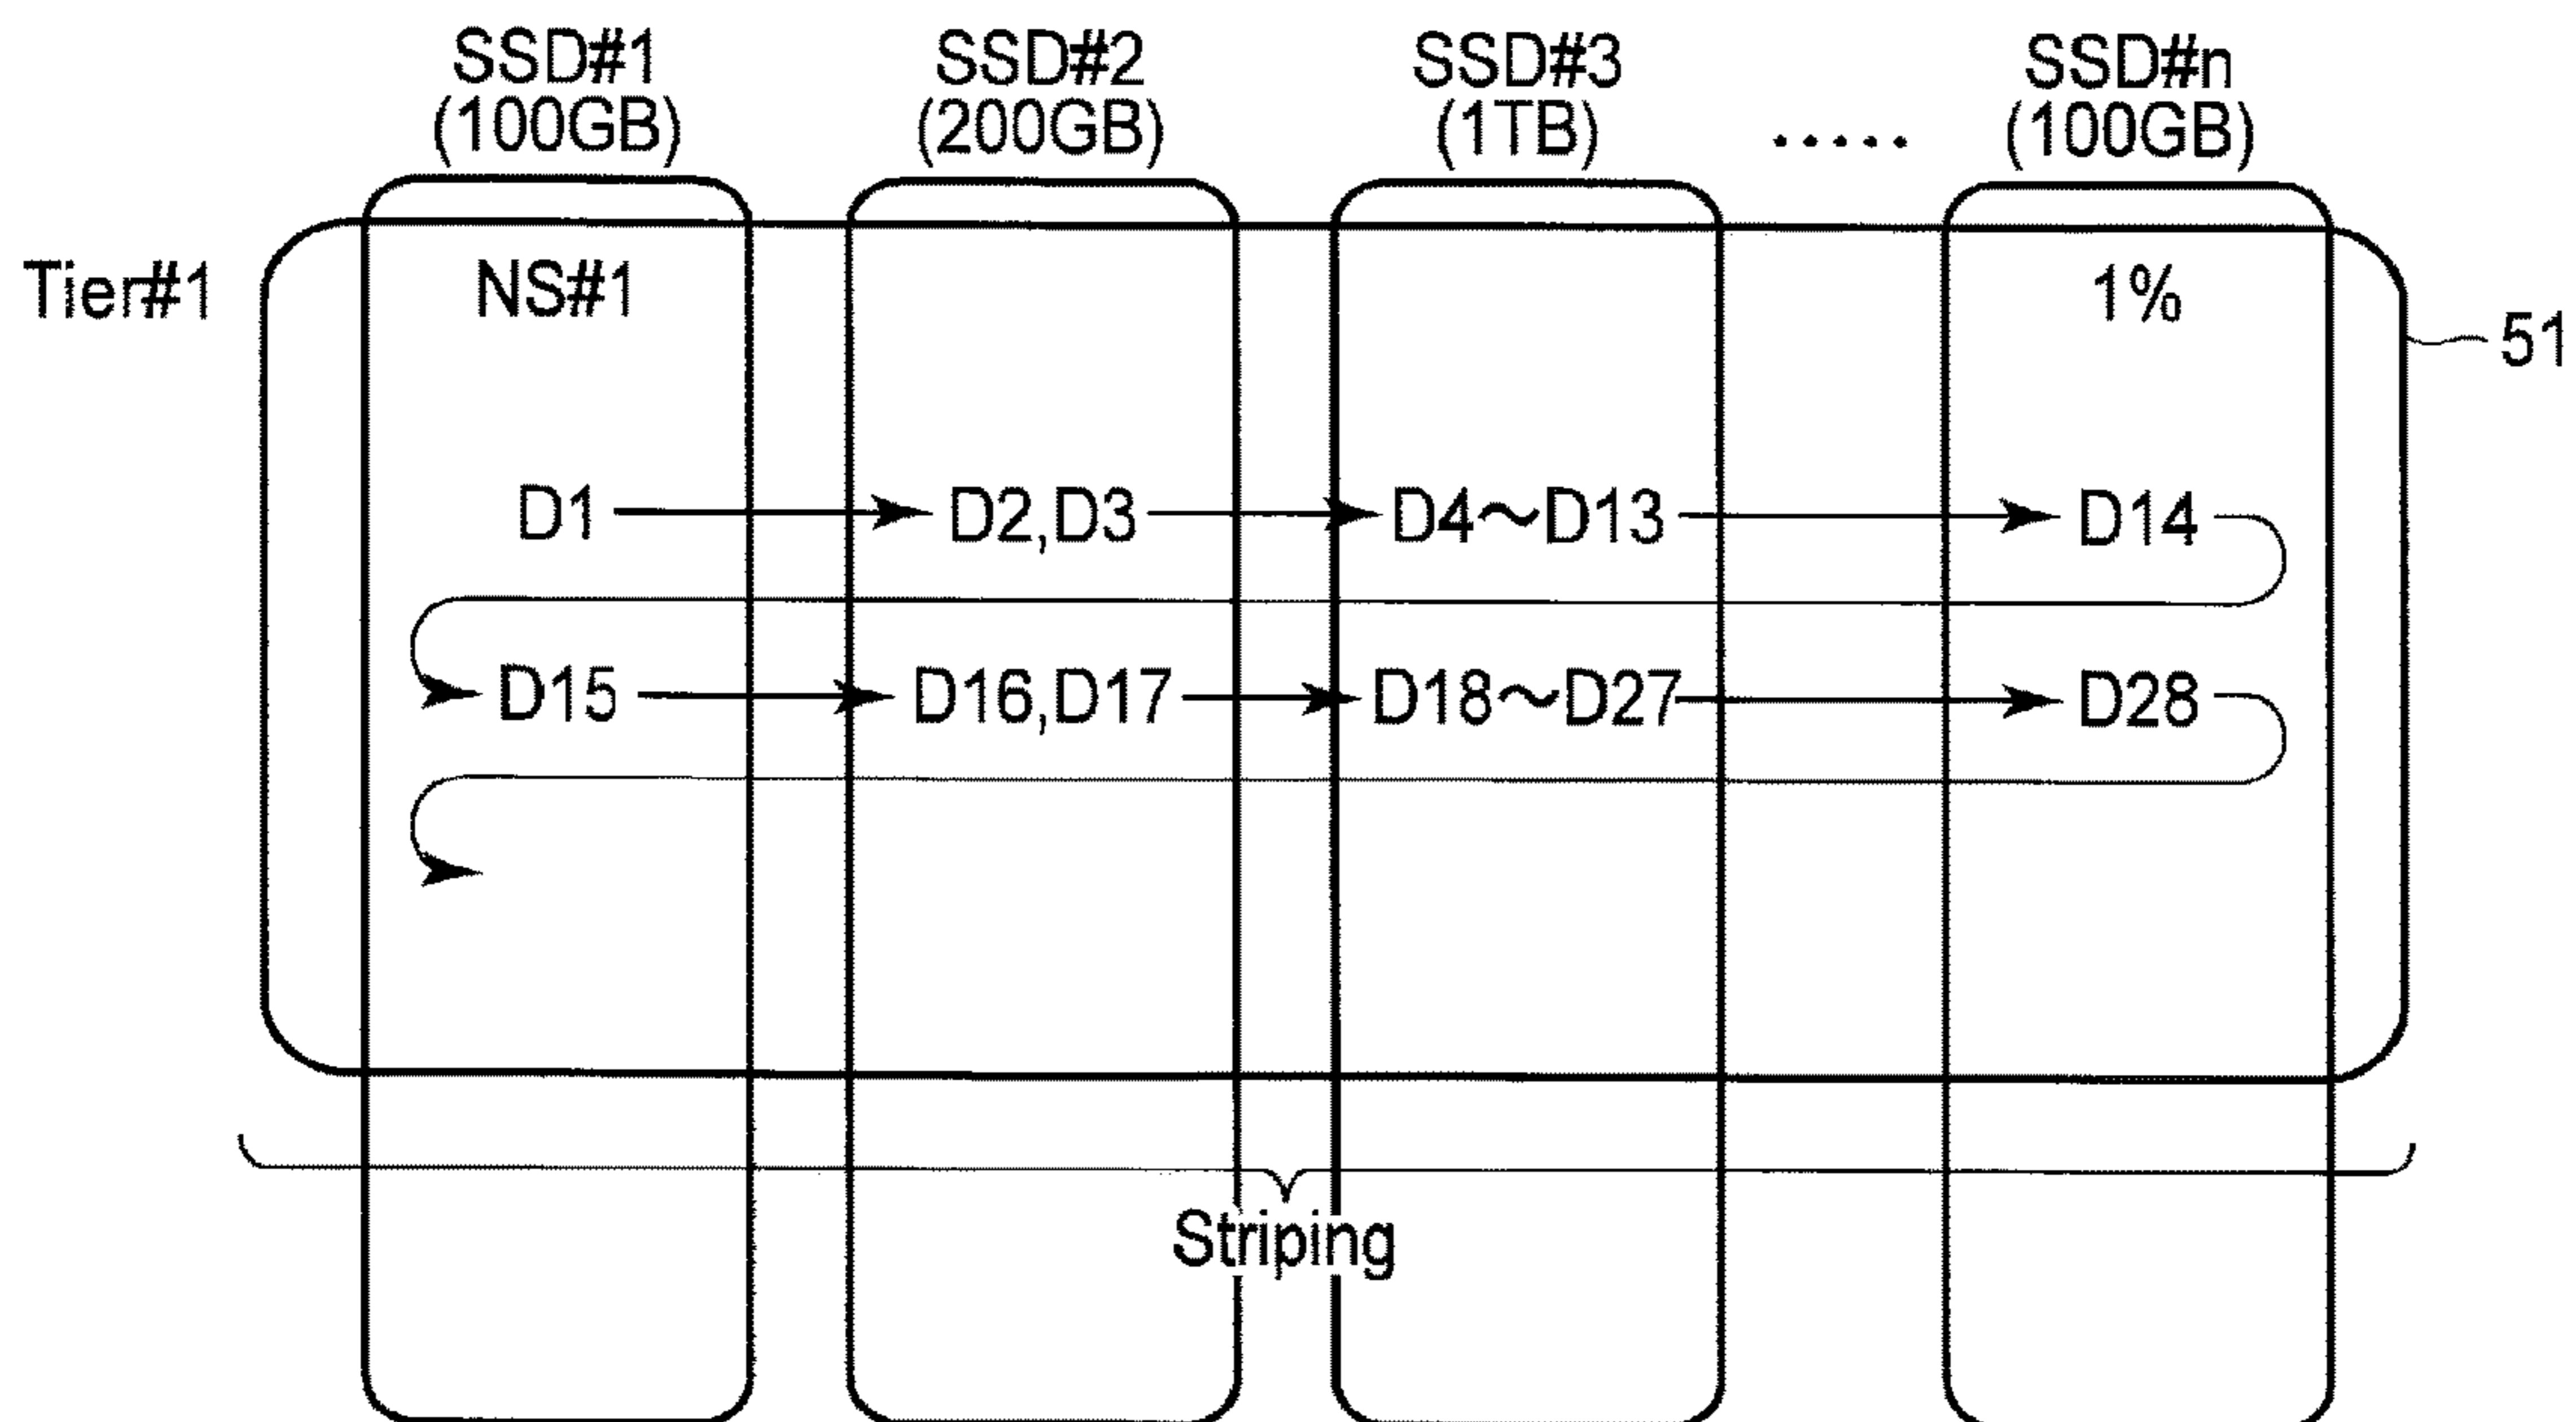 SSD#1
(100GB)
SSD#2
(200GB)
SSD#3
(1TB)
.....
SSD#n
(100GB)
Tier#1
NS#1
1%
51
D1
D2,D3
D4～D13
D14
D15
D16,D17
D18～D27
D28
Striping